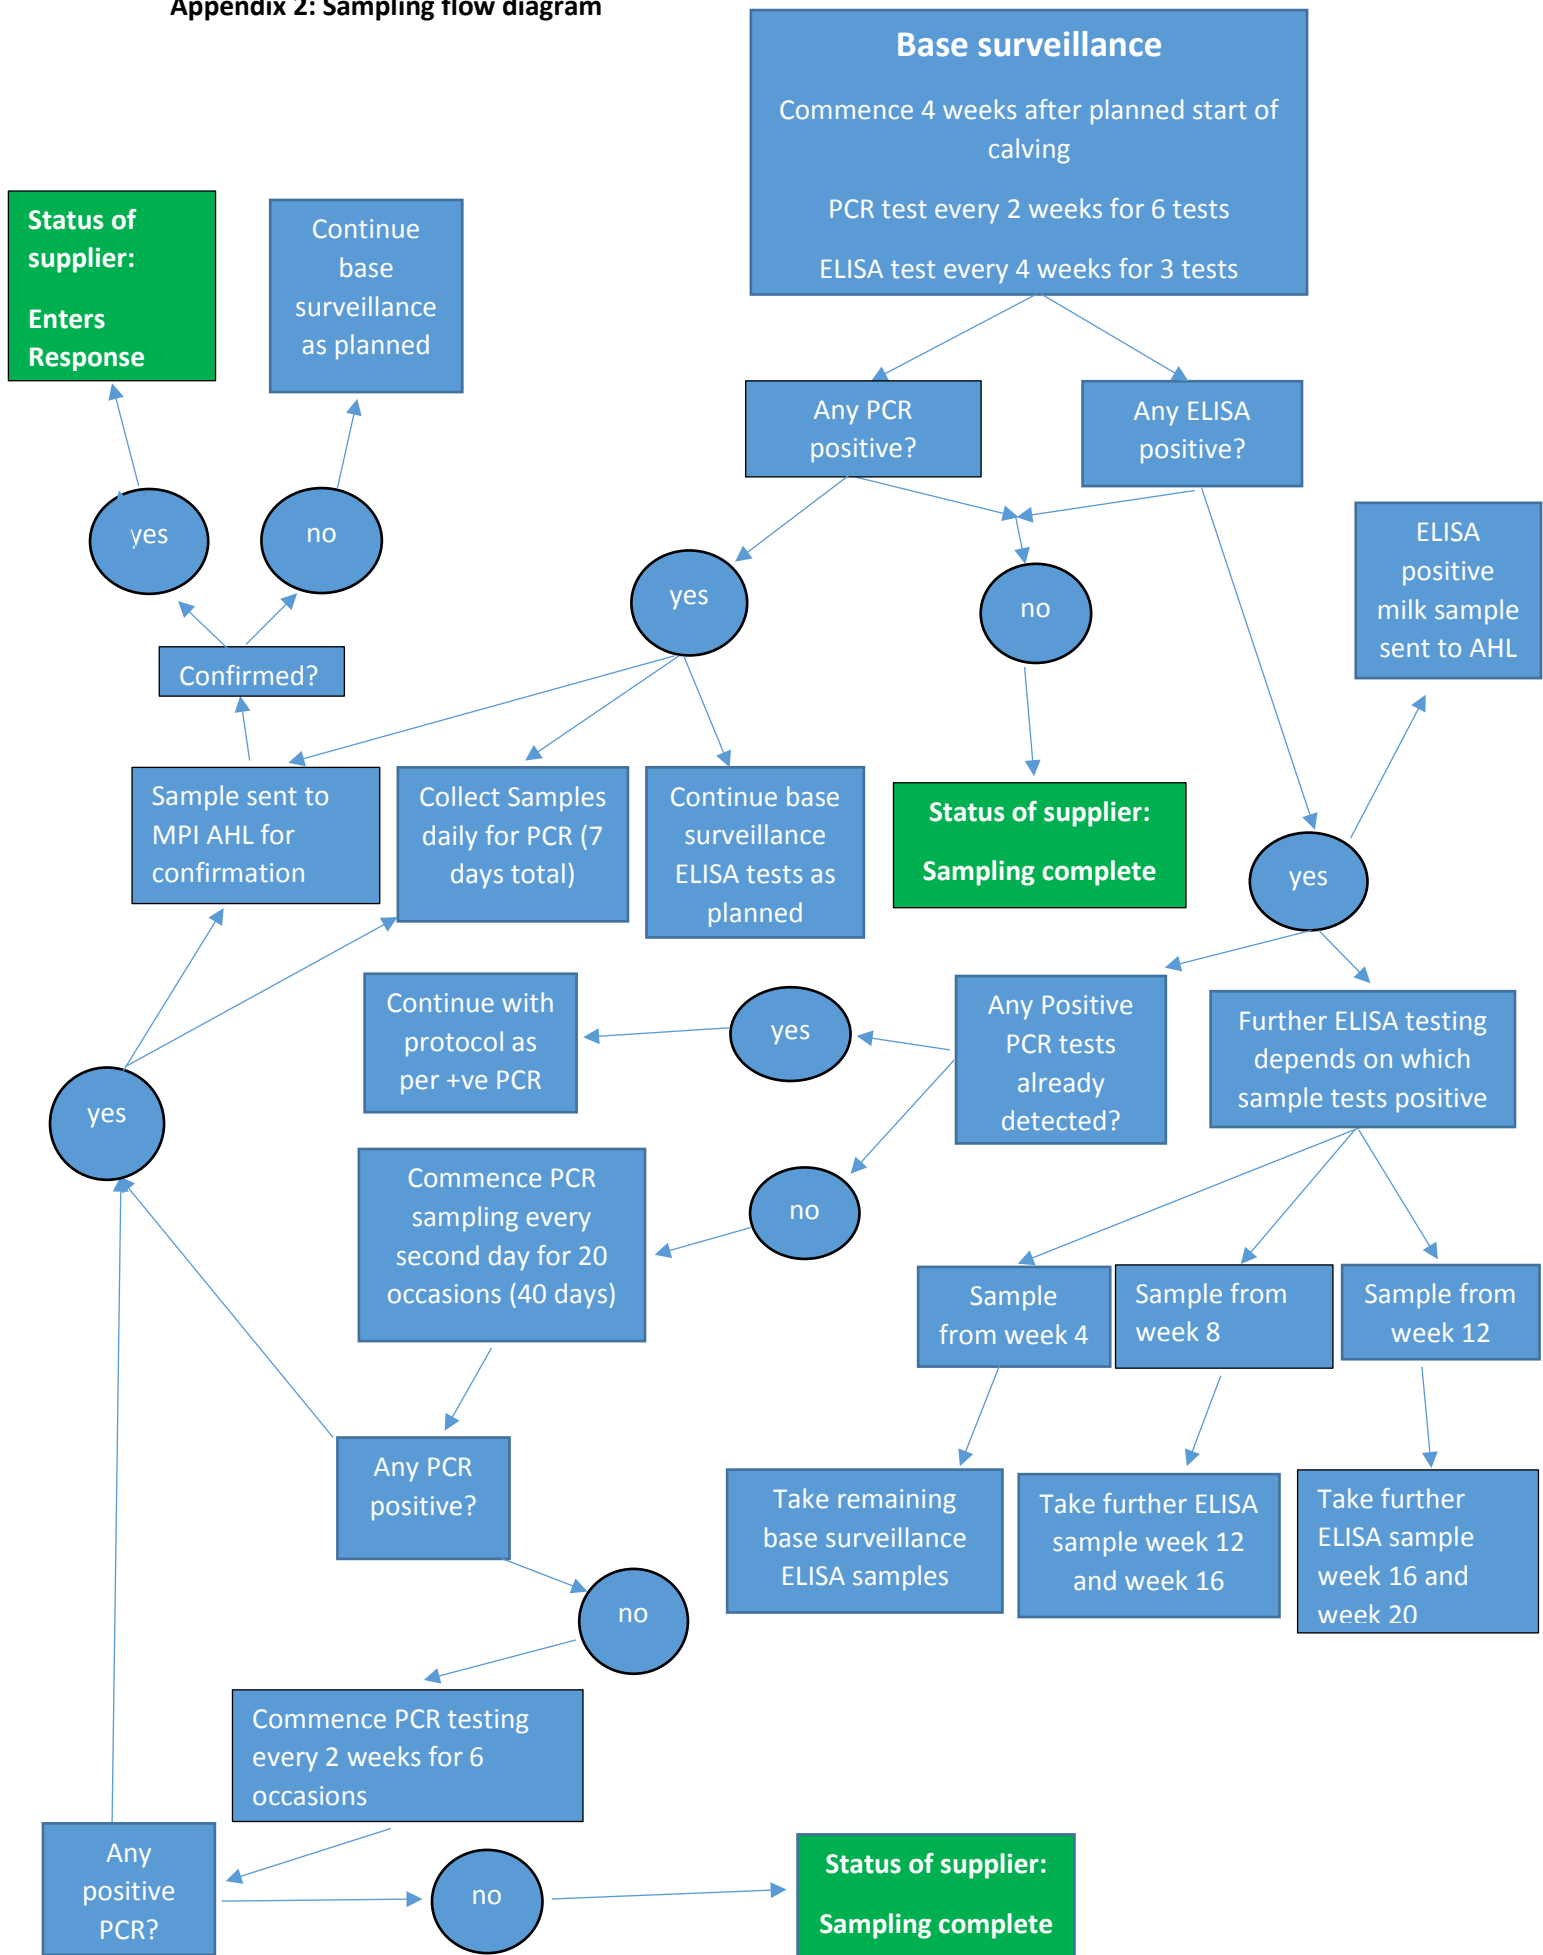 Appendix 2: Sampling flow diagram
Base surveillance
Commence 4 weeks after planned start of
calving
PCR test every 2 weeks for 6 tests
ELISA test every 4 weeks for 3 tests
Status of
supplier:
Enters
Response
Continue
base
surveillance
as planned
Any PCR
positive?
Any ELISA
positive?
yes
no
yes
no
ELISA
positive
milk sample
sent to AHL
Confirmed?
Sample sent to
MPI AHL for
confirmation
Collect Samples
daily for PCR (7
days total)
Continue base
surveillance
ELISA tests as
planned
Status of supplier:
Sampling complete
yes
Continue with
protocol as
per +ve PCR
yes
Any Positive
PCR tests
already
detected?
Further ELISA testing
depends on which
sample tests positive
yes
Commence PCR
sampling every
second day for 20
occasions (40 days)
no
Sample
from week 4
Sample from
week 8
Sample from
week 12
Any PCR
positive?
Take remaining
base surveillance
ELISA samples
Take further ELISA
sample week 12
and week 16
Take further
ELISA sample
week 16 and
week 20
no
Commence PCR testing
every 2 weeks for 6
occasions
Any
positive
PCR?
no
Status of supplier:
Sampling complete